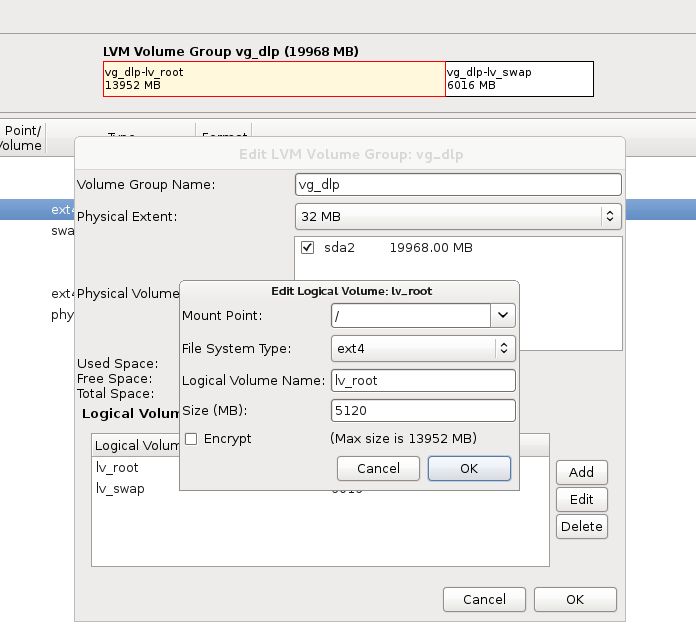 LVM Volume Group vg_dlp (19968 MB)
vg_dlp-lv_root
13952 MB
vg_dlp-lv_swap
6016 MB
Point/
Volume
Type
Format
Edit LVM Volume Group: vg_dlp
Volume Group Name:
vg_dlp
Physical Extent:
32 MB
ext4
swa
sda2 19968.00 MB
ext4
phy
Physical Volume
Edit Logical Volume: lv_root
Mount Point:
/
File System Type:
ext4
Logical Volume Name:
lv_root
Size (MB):
5120
Encrypt
(Max size is 13952 MB)
Cancel
OK
Used Space:
Free Space:
Total Space:
Logical Volum
Logical Volum
lv_root
lv_swap
Add
Edit
Delete
Cancel
OK